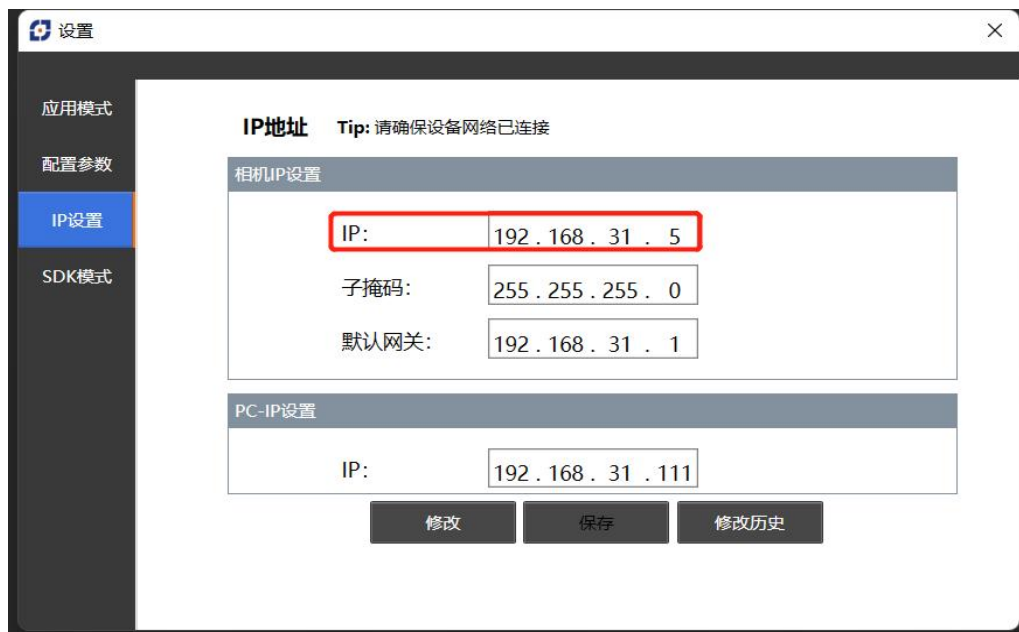 设置
应用模式
配置参数
IP设置
SDK模式
IP地址 Tip: 请确保设备网络已连接
相机IP设置
IP: 192 . 168 . 31 . 5
子掩码: 255 . 255 . 255 . 0
默认网关: 192 . 168 . 31 . 1
PC-IP设置
IP: 192 . 168 . 31 . 111
修改 保存 修改历史